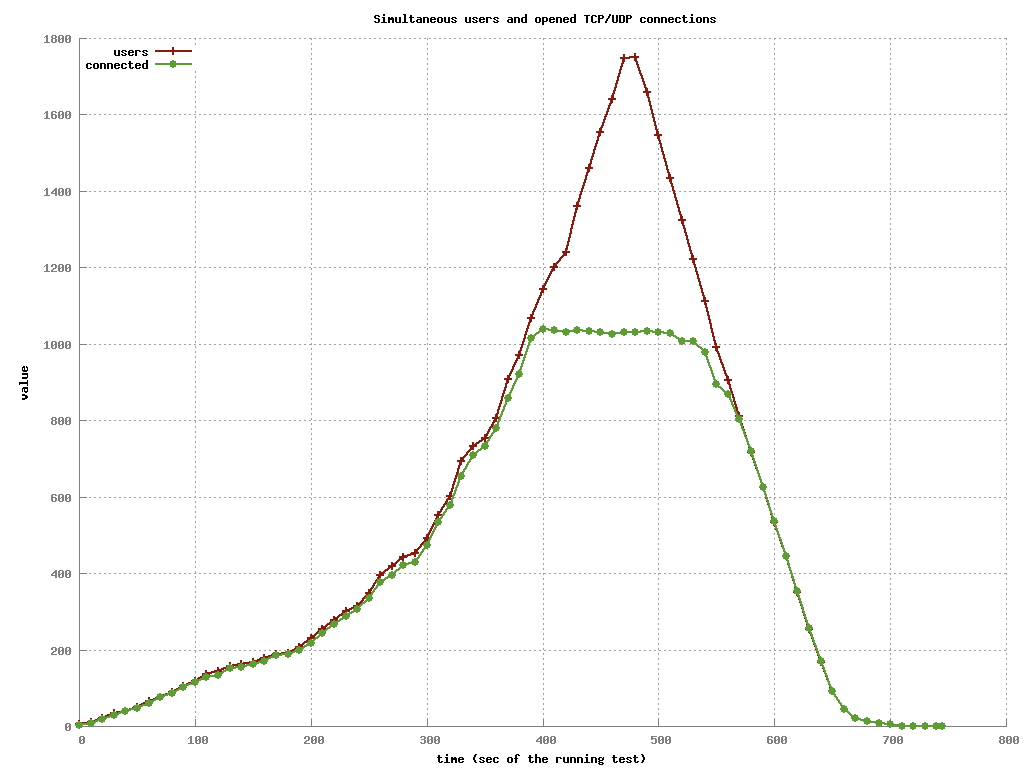 Simultaneous users and opened TCP/UDP connections
1800
users
connected
1600
1400
1200
1000
value
800
600
400
200
0
0 100 200 300 400 500 600 700 800
time (sec of the running test)